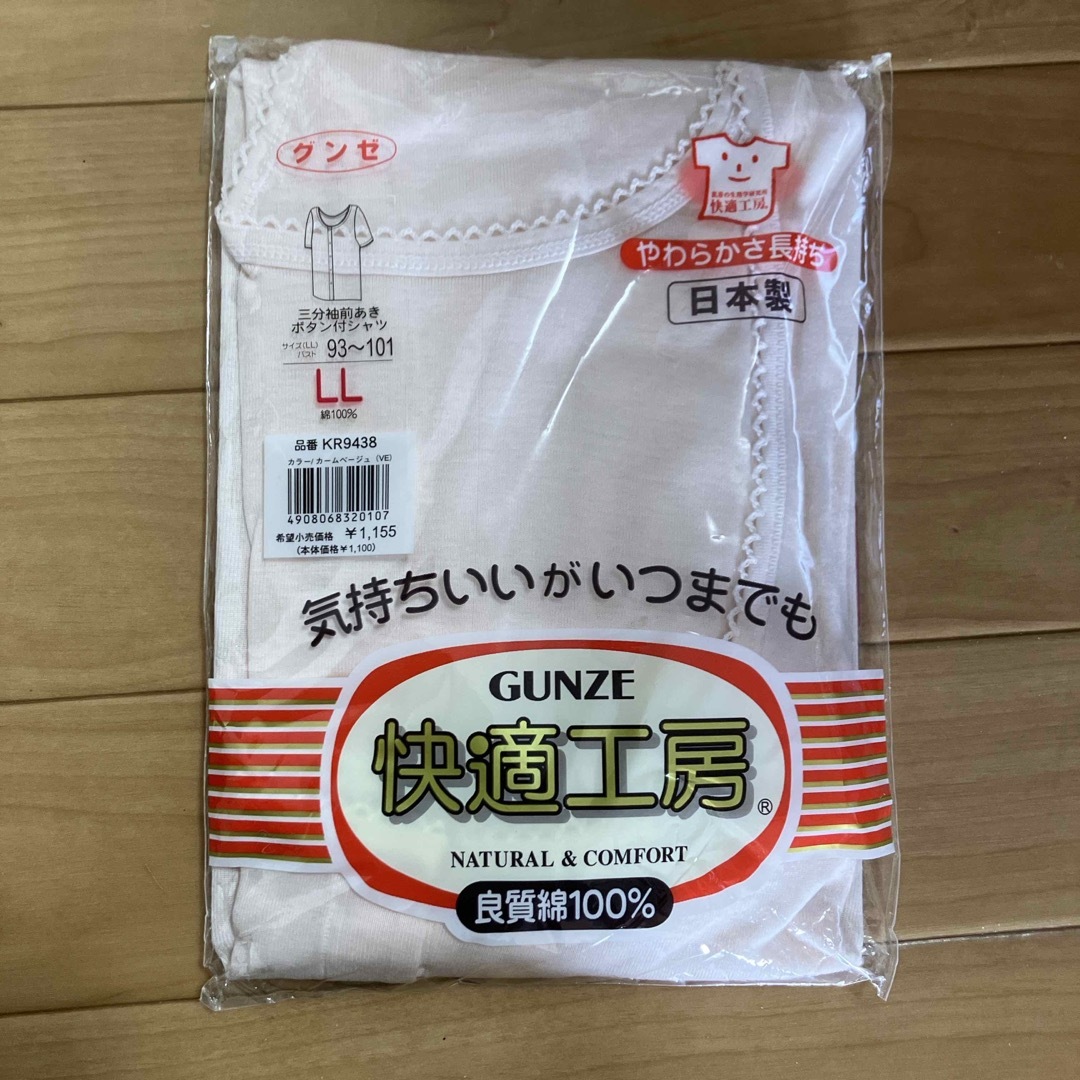 グンゼ
三分袖前あき
ボタン付シャツ
サイズ(LL)
バスト 93〜101
LL
綿100%
品番 KR9438
カラー/カームベージュ (VE)
4908068320107
希望小売価格 ¥1,155
(本体価格¥1,100)
快適工房
やわらかさ長持ち
日本製
気持ちいいがいつまでも
GUNZE
快適工房®
NATURAL & COMFORT
良質綿100%